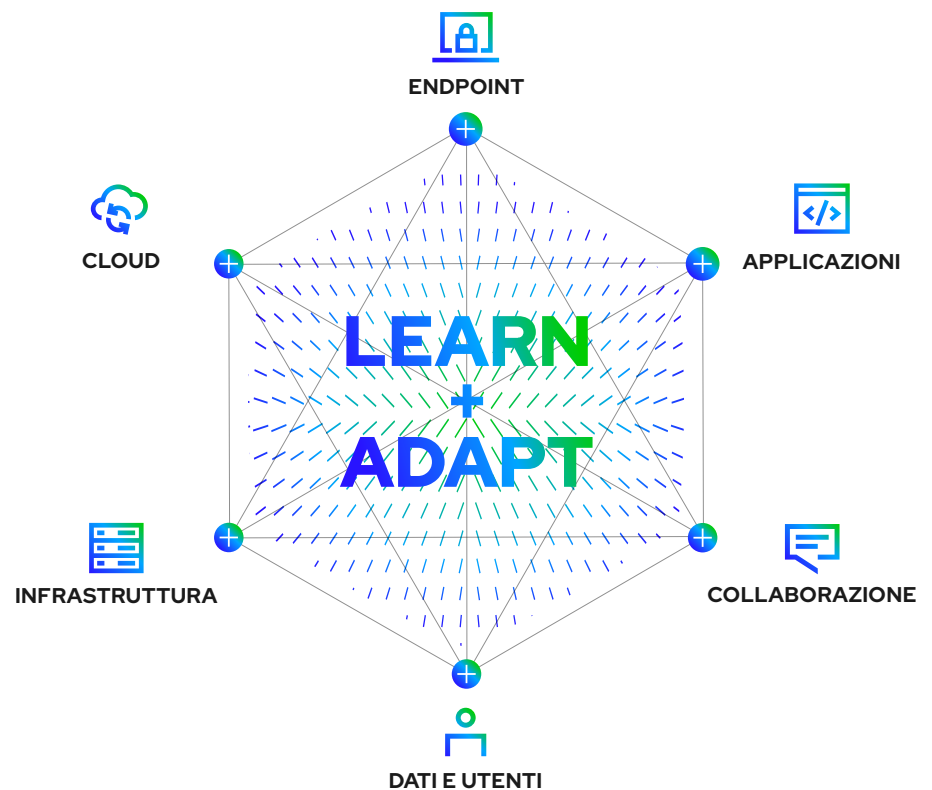 ENDPOINT
CLOUD
APPLICAZIONI
LEARN
+
ADAPT
INFRASTRUTTURA
COLLABORAZIONE
DATI E UTENTI